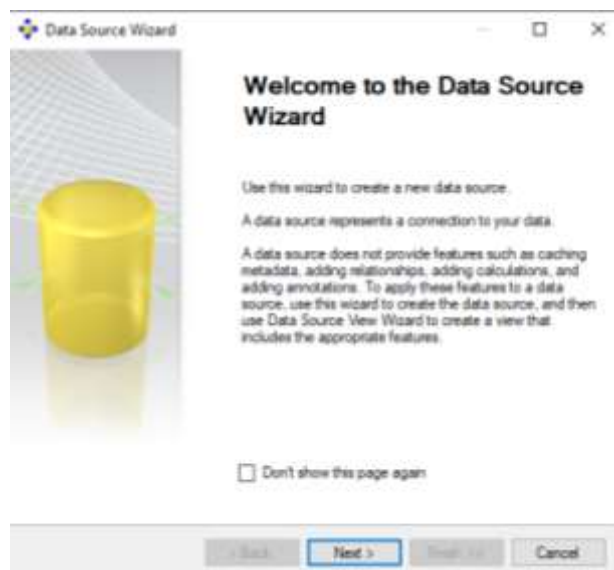 Data Source Wizard
Welcome to the Data Source
Wizard
Use this wizard to create a new data source.
A data source represents a connection to your data.
A data source does not provide features such as caching
metadata, adding relationships, adding calculations, and
adding annotations. To apply these features to a data
source, use this wizard to create the data source, and then
use Data Source View Wizard to create a view that
includes the appropriate features.
Don't show this page again
< Back Next > Finish >> Cancel